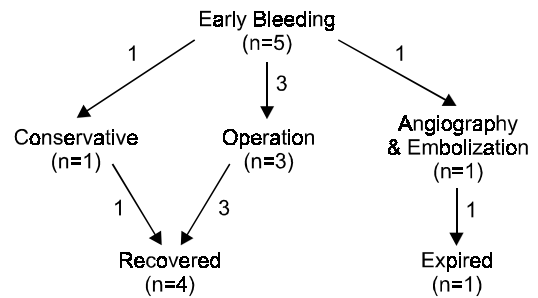 Early Bleeding
(n=5)
1
3
1
Conservative
(n=1)
Operation
(n=3)
Angiography
& Embolization
(n=1)
1
3
1
Recovered
(n=4)
Expired
(n=1)